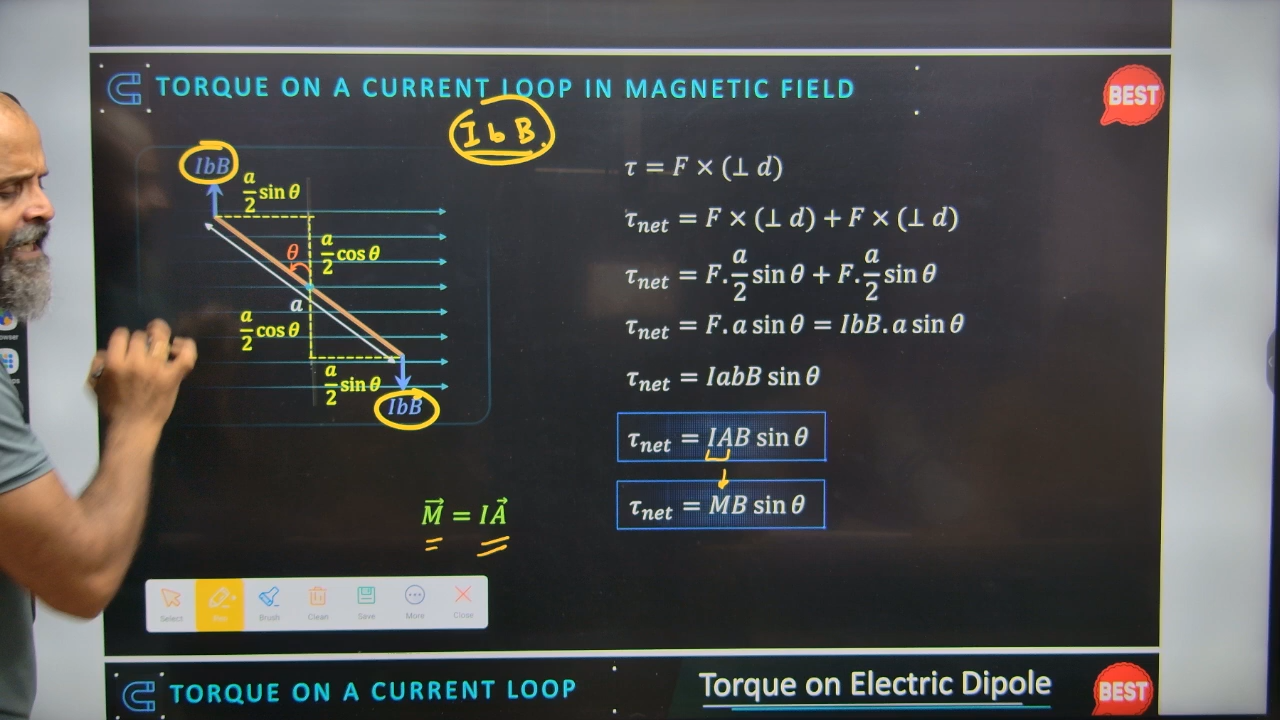 TORQUE ON A CURRENT LOOP IN MAGNETIC FIELD
BEST
I b B
IbB
a/2 sin θ
θ
a/2 cos θ
a
a/2 cos θ
a/2 sin θ
IbB
τ = F × (⊥ d)
τnet = F × (⊥ d) + F × (⊥ d)
τnet = F. a/2 sin θ + F. a/2 sin θ
τnet = F. a sin θ = IbB. a sin θ
τnet = IabB sin θ
τnet = IAB sin θ
τnet = MB sin θ
M⃗ = IA⃗
Select Pen Brush Clean Save More Close
TORQUE ON A CURRENT LOOP
Torque on Electric Dipole
BEST